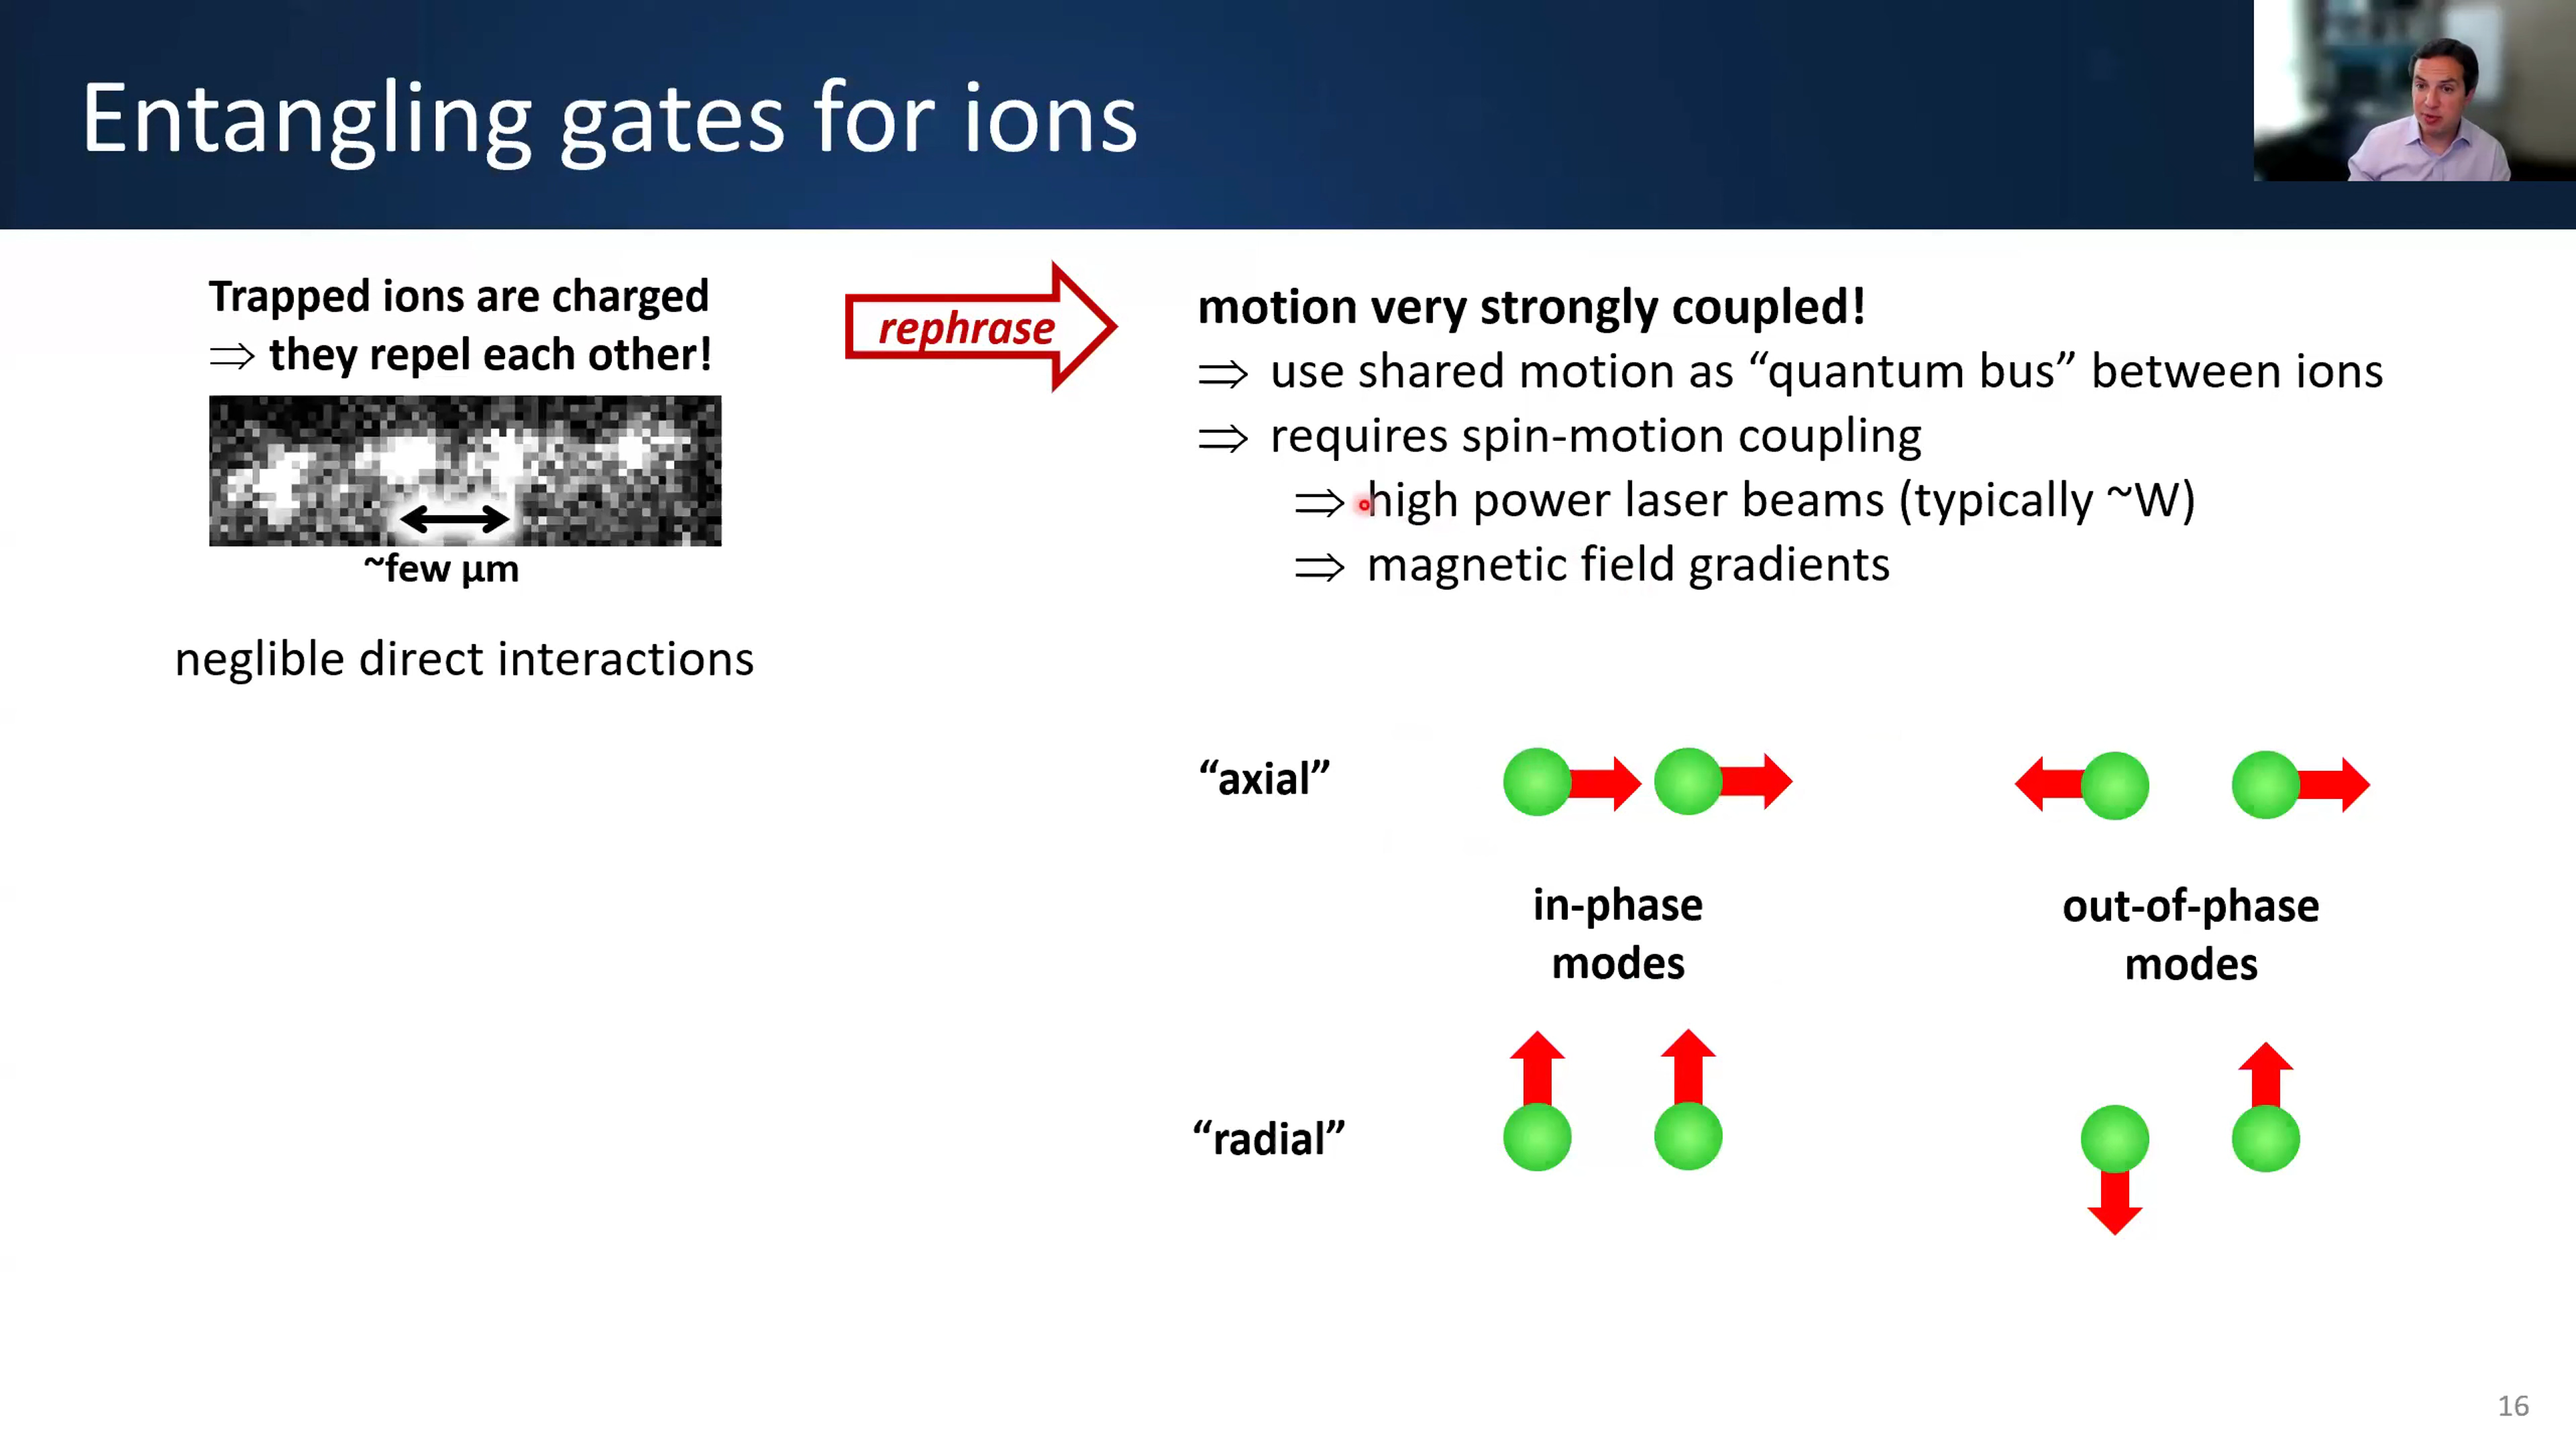 Entangling gates for ions
Trapped ions are charged
⇒ they repel each other!
~few μm
neglible direct interactions
rephrase
motion very strongly coupled!
⇒ use shared motion as “quantum bus” between ions
⇒ requires spin-motion coupling
⇒ high power laser beams (typically ~W)
⇒ magnetic field gradients
“axial”
in-phase
modes
out-of-phase
modes
“radial”
16